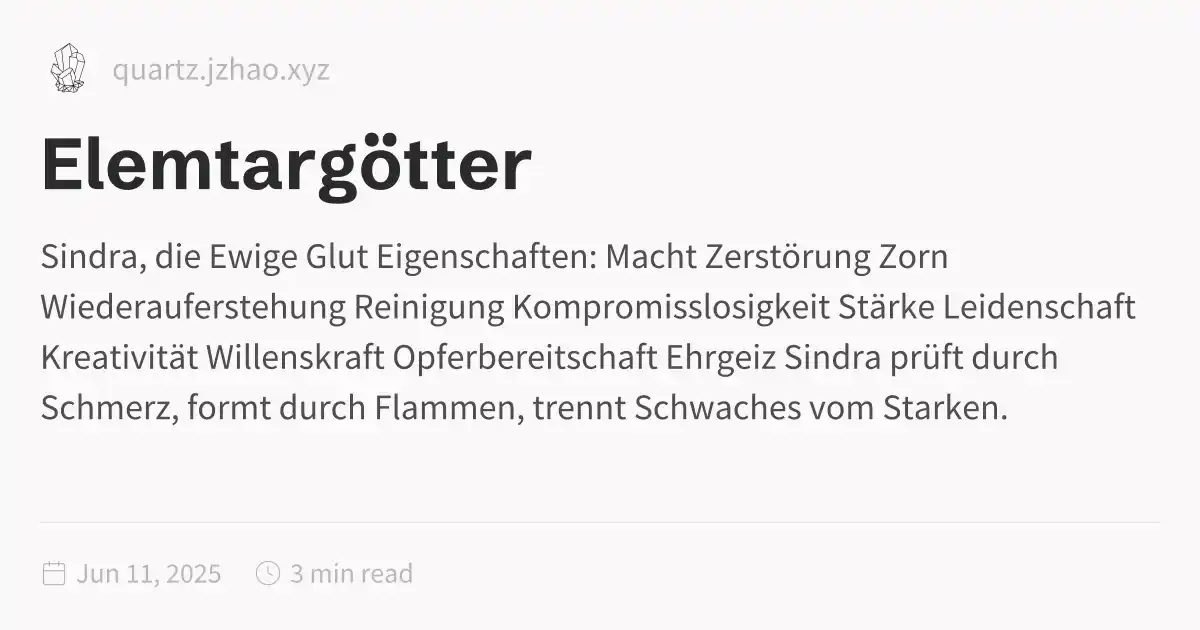 quartz.jzhao.xyz
Elemtargötter
Sindra, die Ewige Glut Eigenschaften: Macht Zerstörung Zorn
Wiederauferstehung Reinigung Kompromisslosigkeit Stärke Leidenschaft
Kreativität Willenskraft Opferbereitschaft Ehrgeiz Sindra prüft durch
Schmerz, formt durch Flammen, trennt Schwaches vom Starken.
Jun 11, 2025 3 min read